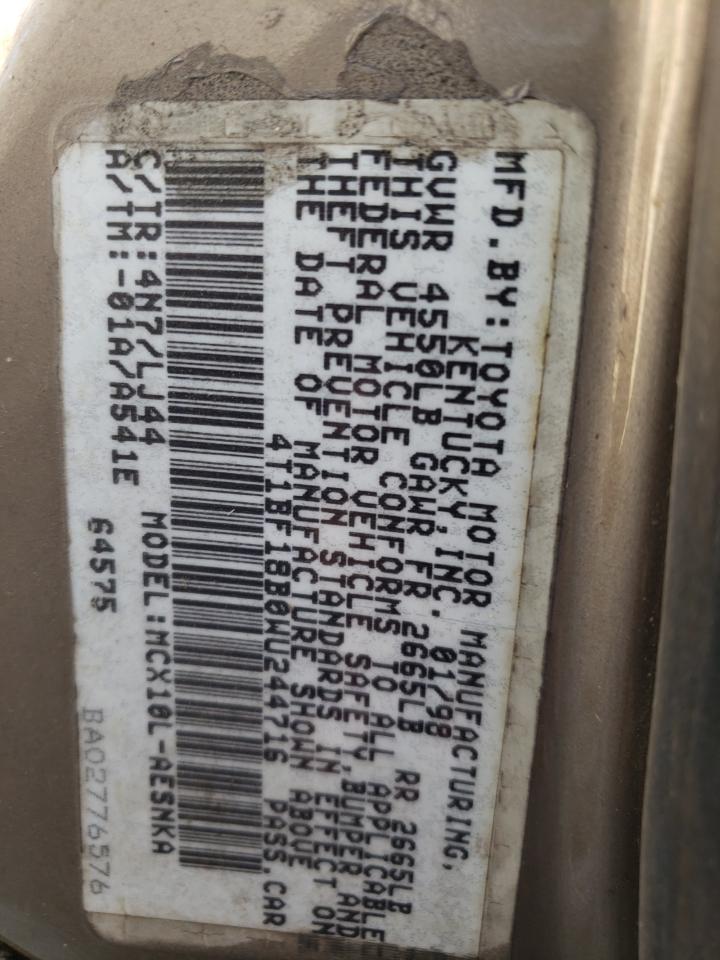 MFD.BY:TOYOTA MOTOR MANUFACTURING,
KENTUCKY,INC. 01/98
GVWR 4550LB GAWR FR 2665LB RR 2665LB
THIS VEHICLE CONFORMS TO ALL APPLICABLE
FEDERAL MOTOR VEHICLE SAFETY,BUMPER AND
THEFT PREVENTION STANDARDS IN EFFECT ON
THE DATE OF MANUFACTURE SHOWN ABOVE
4T1BF18B0WU244716 PASS.CAR
C/TR:4N7/LJ44 MODEL:MCX10L-AESNKA
A/TM:-01A/A541E
64575
BA02776576